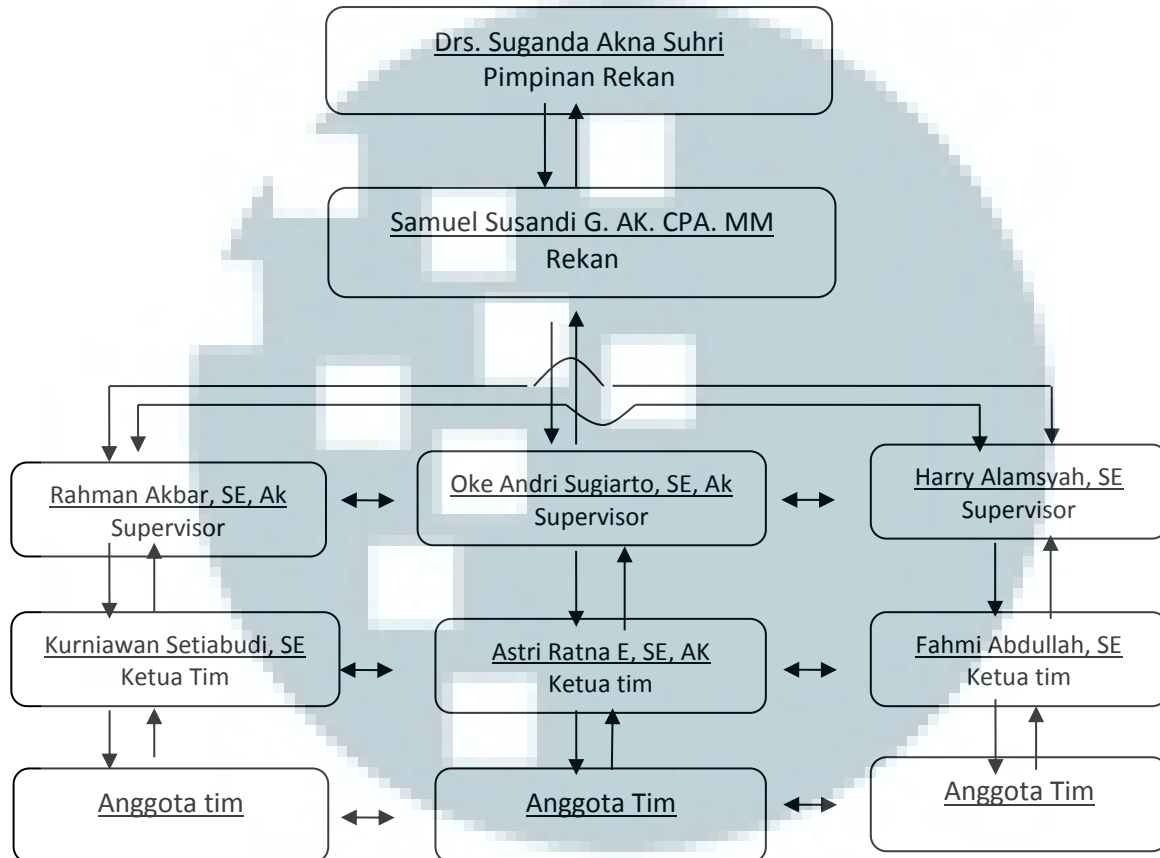 Drs. Suganda Akna Suhri
Pimpinan Rekan
Samuel Susandi G. AK. CPA. MM
Rekan
Rahman Akbar, SE, Ak
Supervisor
Oke Andri Sugiarto, SE, Ak
Supervisor
Harry Alamsyah, SE
Supervisor
Kurniawan Setiabudi, SE
Ketua Tim
Astri Ratna E, SE, AK
Ketua tim
Fahmi Abdullah, SE
Ketua tim
Anggota tim
Anggota Tim
Anggota Tim